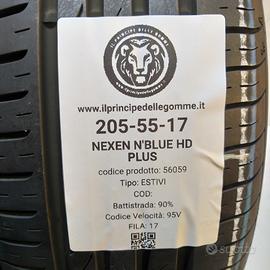 IL PRINCIPE DELLE GOMME
www.ilprincipedellegomme.it
205-55-17
NEXEN N'BLUE HD
PLUS
codice prodotto: 56059
Tipo: ESTIVI
COD:
Battistrada: 90%
Codice Velocità: 95V
FILA: 17
subito